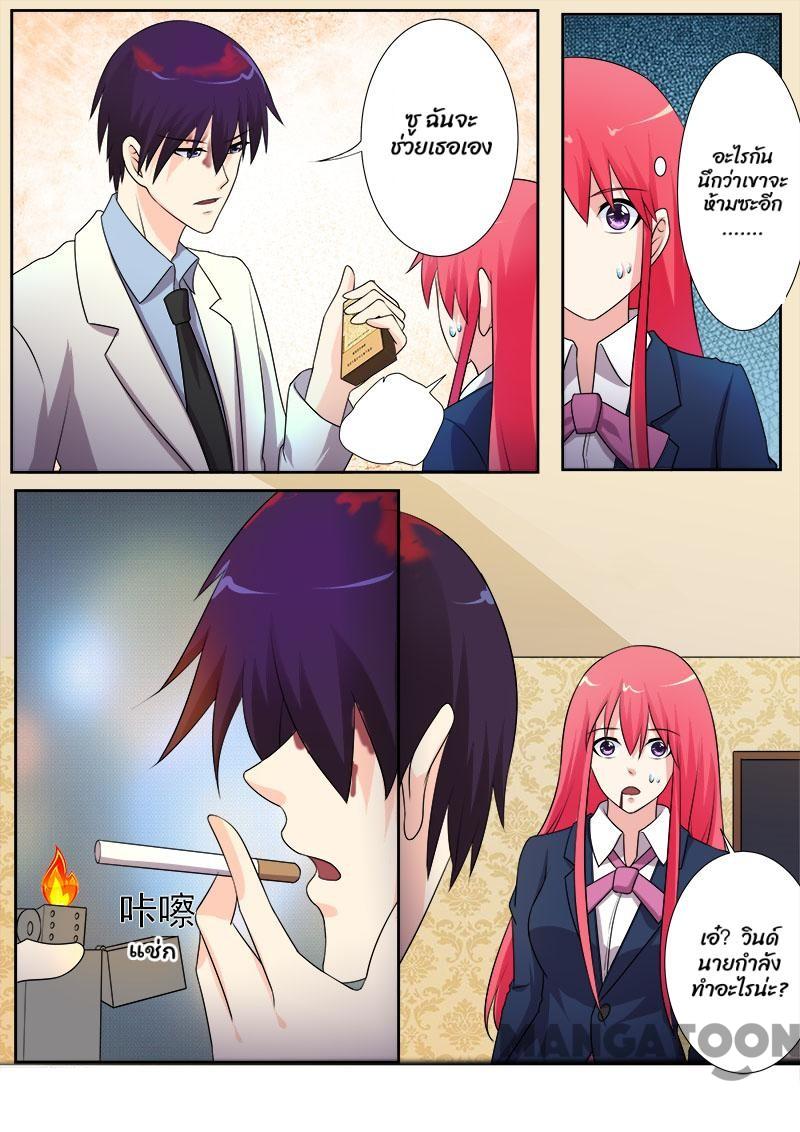 ซู ฉันจะ
ช่วยเธอเอง
อะไรกัน
นึกว่าเขาจะ
ห้ามซะอีก
.......
咔嚓
แช่ก
เอ๋? วินด์
นายกำลัง
ทำอะไรน่ะ?
MANGATOON